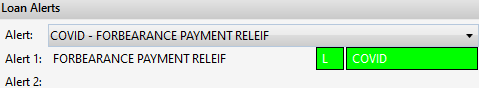 Loan Alerts
Alert: COVID - FORBEARANCE PAYMENT RELEIF
Alert 1: FORBEARANCE PAYMENT RELEIF L COVID
Alert 2: